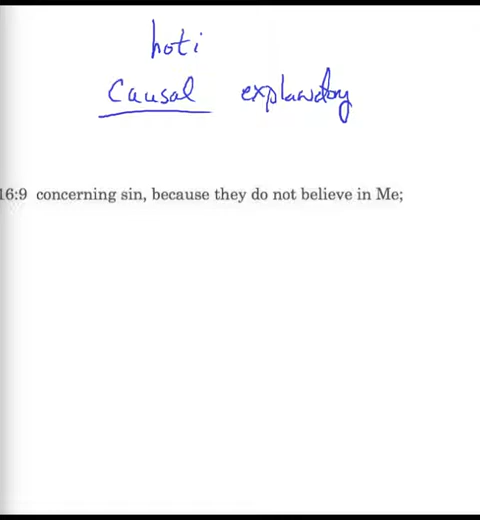 hoti
Causal explanatory
16:9 concerning sin, because they do not believe in Me;